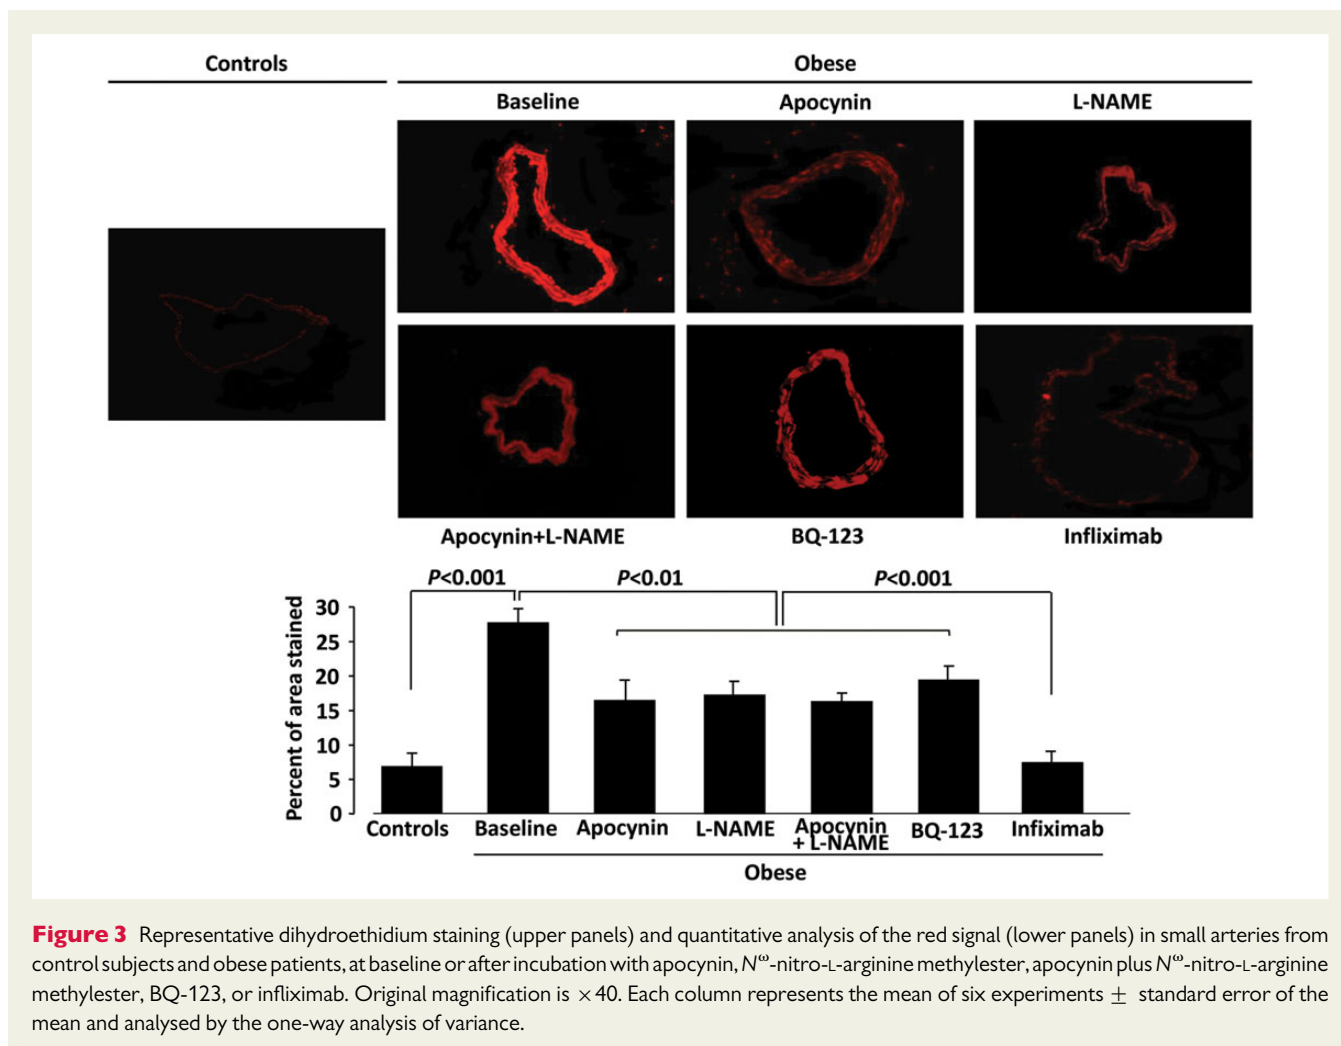 Controls
Obese
Baseline
Apocynin
L-NAME
Apocynin+L-NAME
BQ-123
Infliximab
P<0.001
P<0.01
P<0.001
Percent of area stained
30
25
20
15
10
5
0
Controls
Baseline
Apocynin
L-NAME
Apocynin
+ L-NAME
BQ-123
Infiximab
Obese
Figure 3 Representative dihydroethidium staining (upper panels) and quantitative analysis of the red signal (lower panels) in small arteries from
control subjects and obese patients, at baseline or after incubation with apocynin, Nω-nitro-L-arginine methylester, apocynin plus Nω-nitro-L-arginine
methylester, BQ-123, or infliximab. Original magnification is ×40. Each column represents the mean of six experiments ± standard error of the
mean and analysed by the one-way analysis of variance.